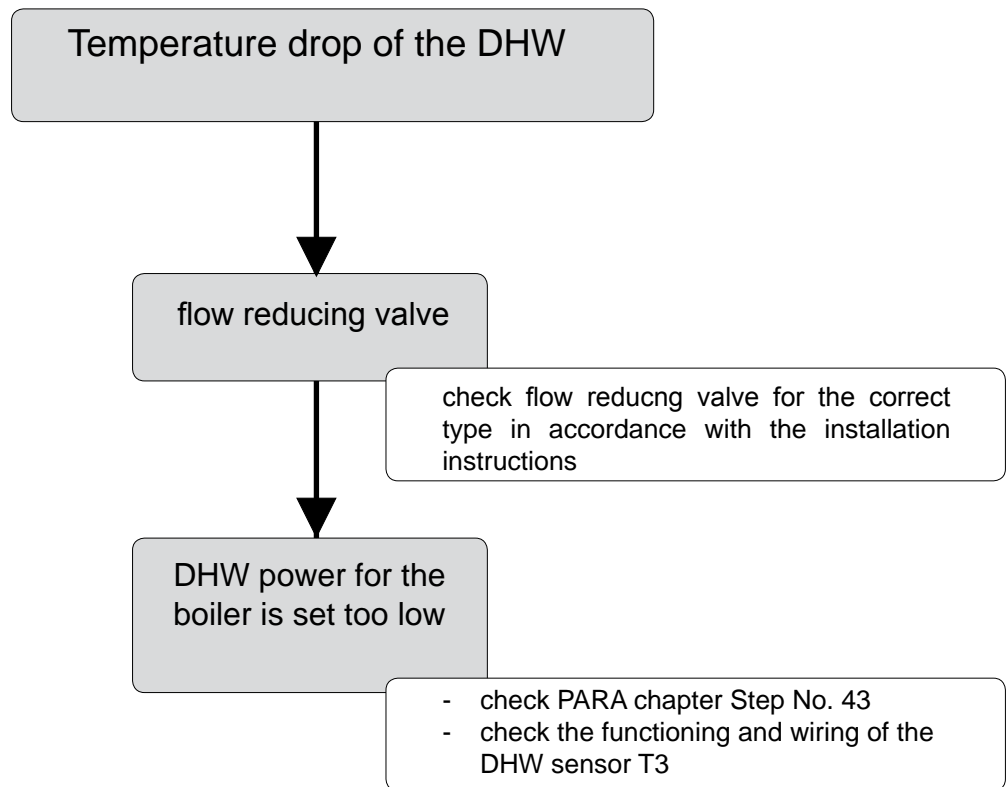 Temperature drop of the DHW
flow reducing valve
check flow reducng valve for the correct
type in accordance with the installation
instructions
DHW power for the
boiler is set too low
- check PARA chapter Step No. 43
- check the functioning and wiring of the
DHW sensor T3